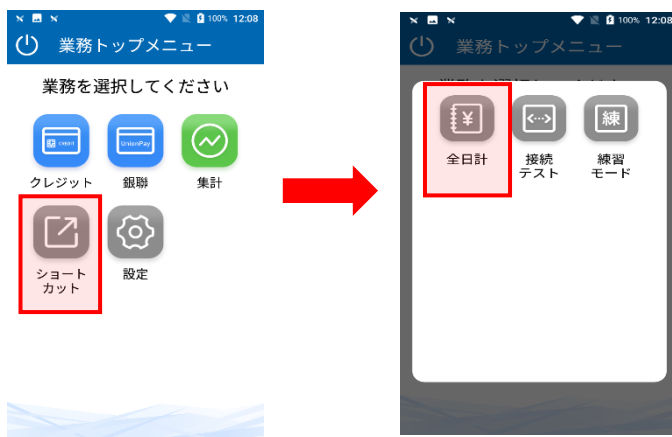 100% 12:08
業務トップメニュー
業務を選択してください
CREDIT
UnionPay
クレジット
銀聯
集計
ショート
カット
設定
100% 12:08
業務トップメニュー
¥
練
全日計
接続
テスト
練習
モード